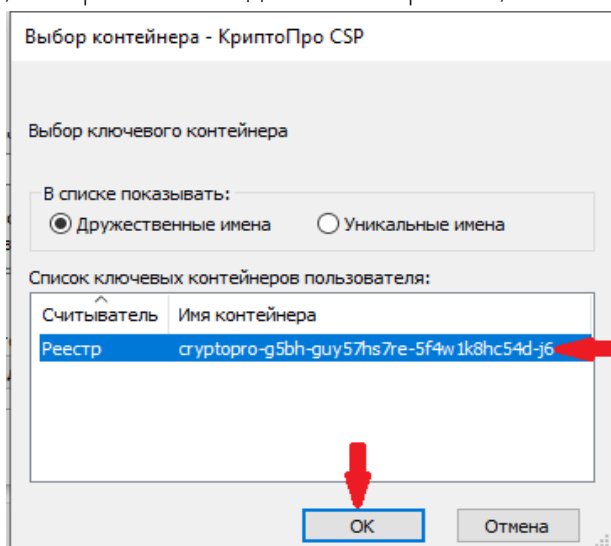 Выбор контейнера - КриптоПро CSP
Выбор ключевого контейнера
В списке показывать:
Дружественные имена Уникальные имена
Список ключевых контейнеров пользователя:
Считыватель Имя контейнера
Реестр cryptopro-g5bh-guy57hs7re-5f4w1k8hc54d-j6
OK Отмена